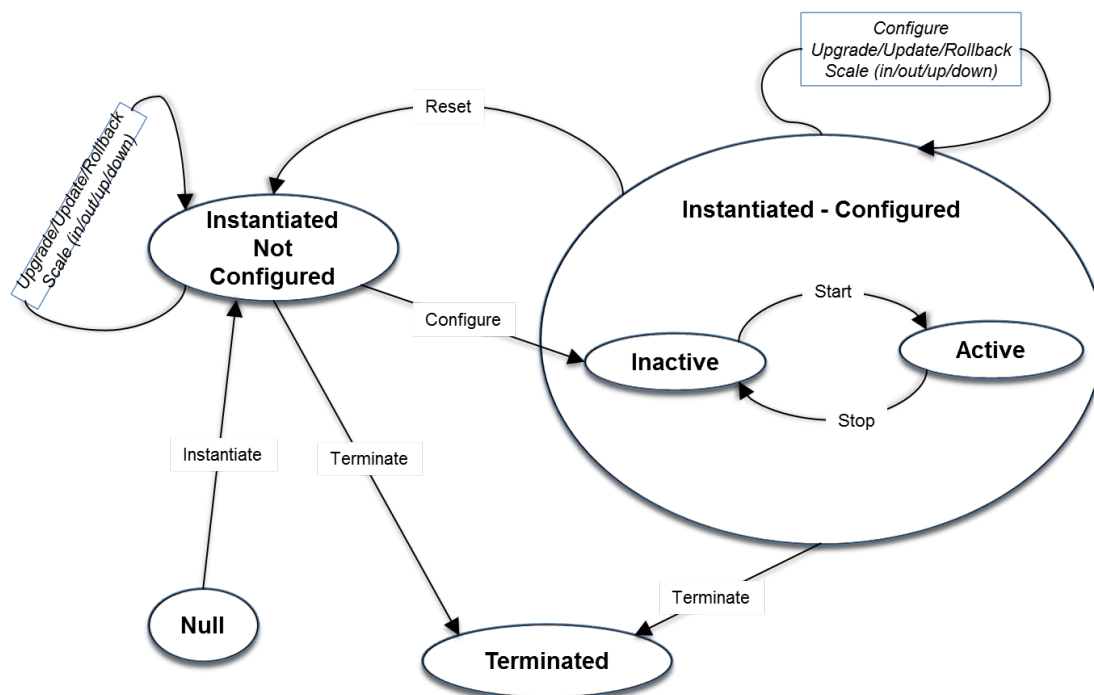 Configure
Upgrade/Update/Rollback
Scale (in/out/up/down)
Reset
Upgrade/Update/Rollback
Scale (in/out/up/down)
Instantiated
Not
Configured
Instantiated - Configured
Start
Configure
Inactive
Active
Stop
Instantiate
Terminate
Null
Terminate
Terminated